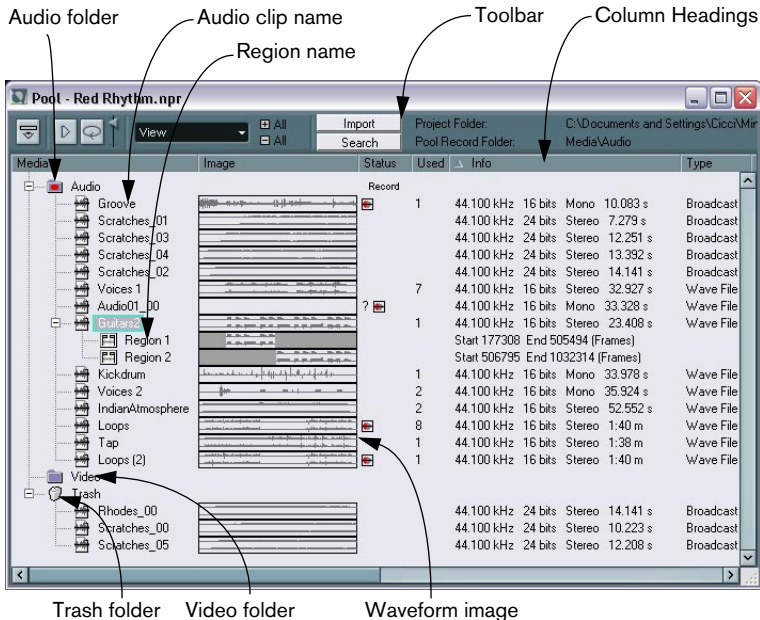 Audio folder Audio clip name Toolbar Column Headings
Region name
Pool - Red Rhythm.npr
View All Import Project Folder: C:\Documents and Settings\Cicci\Mir
All Search Pool Record Folder: Media\Audio
Media Image Status Used Info Type
Audio Record
Groove 1 44.100 kHz 16 bits Mono 10.083 s Broadcast
Scratches_01 44.100 kHz 24 bits Stereo 7.279 s Broadcast
Scratches_03 44.100 kHz 24 bits Stereo 12.251 s Broadcast
Scratches_04 44.100 kHz 24 bits Stereo 13.392 s Broadcast
Scratches_02 44.100 kHz 24 bits Stereo 14.141 s Broadcast
Voices 1 7 44.100 kHz 16 bits Stereo 32.927 s Wave File
Audio01_00 ? 44.100 kHz 16 bits Mono 33.328 s Wave File
Guitars2 1 44.100 kHz 16 bits Stereo 23.408 s Wave File
Region 1 Start 177308 End 505494 (Frames)
Region 2 Start 506795 End 1032314 (Frames)
Kickdrum 1 44.100 kHz 16 bits Mono 33.978 s Wave File
Voices 2 2 44.100 kHz 16 bits Mono 35.924 s Wave File
IndianAtmosphere 2 44.100 kHz 16 bits Stereo 52.552 s Wave File
Loops 8 44.100 kHz 16 bits Stereo 1:40 m Wave File
Tap 1 44.100 kHz 16 bits Stereo 1:38 m Wave File
Loops (2) 1 44.100 kHz 16 bits Stereo 1:40 m Wave File
Video
Trash
Rhodes_00 44.100 kHz 24 bits Stereo 14.141 s Broadcast
Scratches_00 44.100 kHz 24 bits Stereo 10.223 s Broadcast
Scratches_05 44.100 kHz 24 bits Stereo 12.208 s Broadcast
Trash folder Video folder Waveform image